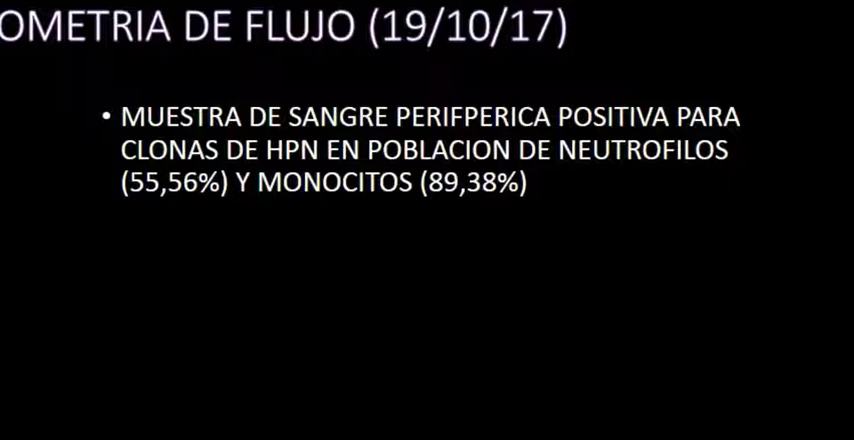 OMETRIA DE FLUJO (19/10/17)
• MUESTRA DE SANGRE PERIFPERICA POSITIVA PARA
CLONAS DE HPN EN POBLACION DE NEUTROFILOS
(55,56%) Y MONOCITOS (89,38%)